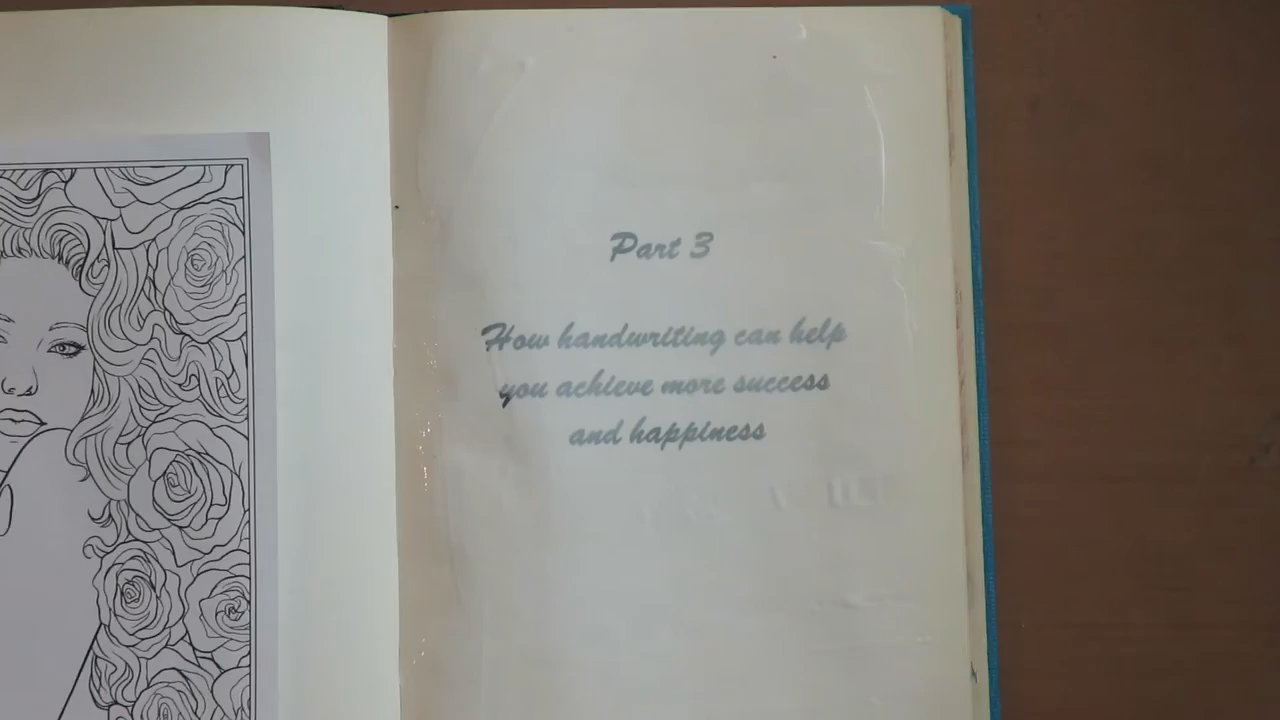 Part 3
How handwriting can help
you achieve more success
and happiness